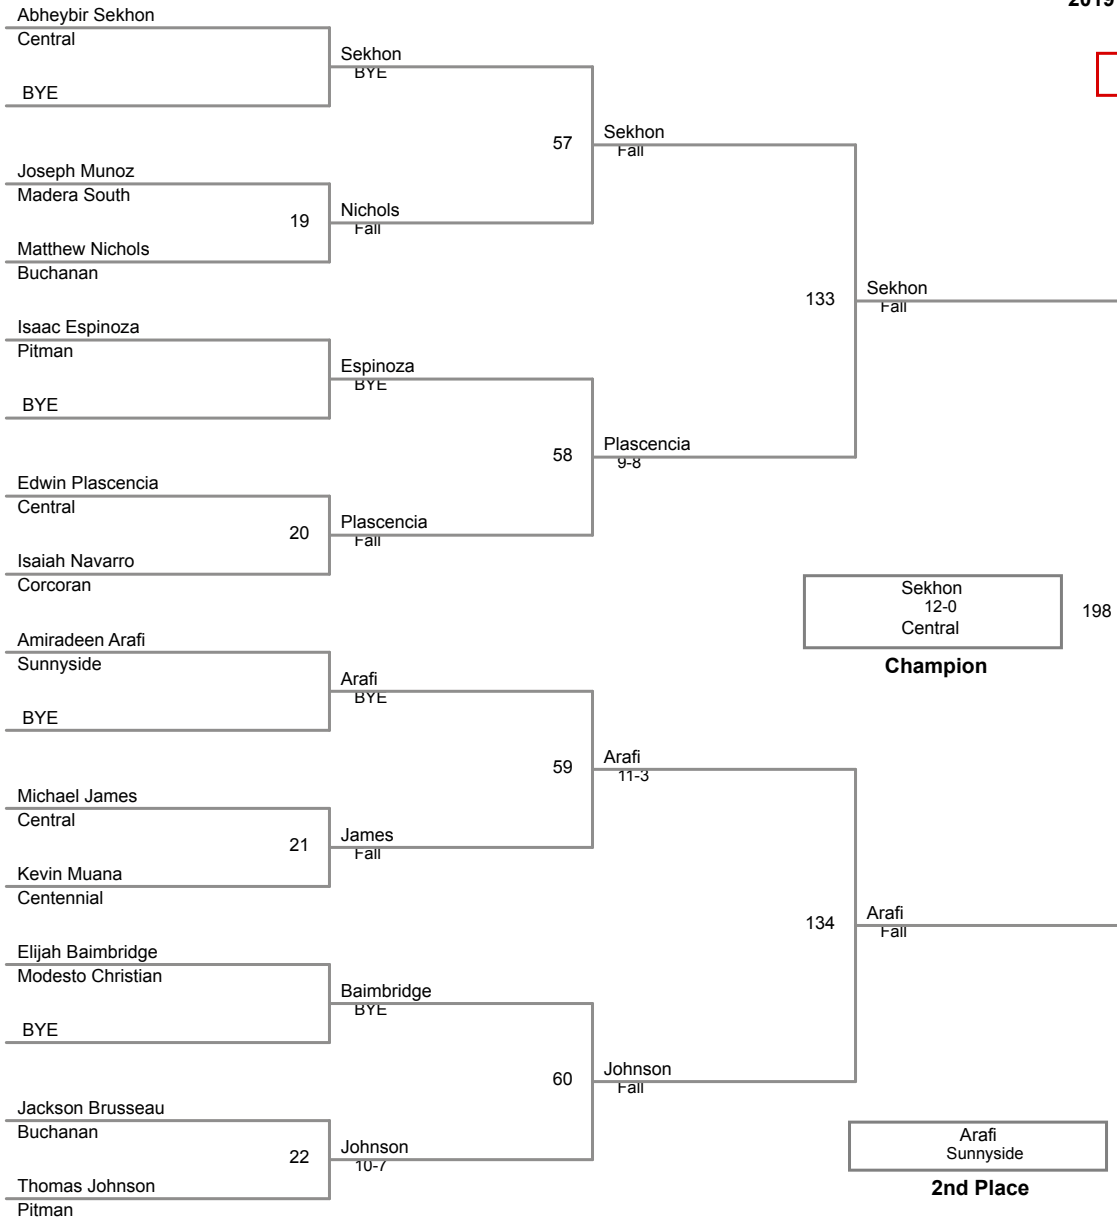 2019
Abheybir Sekhon
Central
BYE
Joseph Munoz
Madera South
19
Matthew Nichols
Buchanan
Isaac Espinoza
Pitman
BYE
Edwin Plascencia
Central
20
Isaiah Navarro
Corcoran
Amiradeen Arafi
Sunnyside
BYE
Michael James
Central
21
Kevin Muana
Centennial
Elijah Baimbridge
Modesto Christian
BYE
Jackson Brusseau
Buchanan
22
Thomas Johnson
Pitman
Sekhon
BYE
57
Nichols
Fall
Espinoza
BYE
58
Plascencia
Fall
Arafi
BYE
59
James
Fall
Baimbridge
BYE
60
Johnson
10-7
Sekhon
Fall
133
Plascencia
9-8
Arafi
11-3
134
Johnson
Fall
Sekhon
Fall
Arafi
Fall
Sekhon
12-0
Central
198
Champion
Arafi
Sunnyside
2nd Place